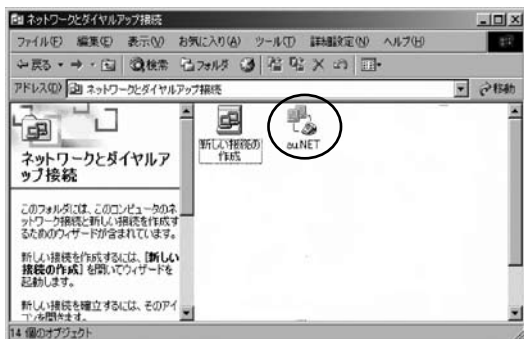 ネットワークとダイヤルアップ接続
ファイル(F) 編集(E) 表示(V) お気に入り(A) ツール(T) 詳細設定(N) ヘルプ(H)
戻る 検索 フォルダ
アドレス(D) ネットワークとダイヤルアップ接続 移動
ネットワークとダイヤルア
ップ接続
新しい接続の
作成
au.NET
このフォルダには、このコンピュータのネ
ットワーク接続と新しい接続を作成す
るためのウィザードが含まれています。
新しい接続を作成するには、[新しい
接続の作成] を開いてウィザードを
起動します。
新しい接続を確立するには、そのアイ
コンを開きます。
14 個のオブジェクト